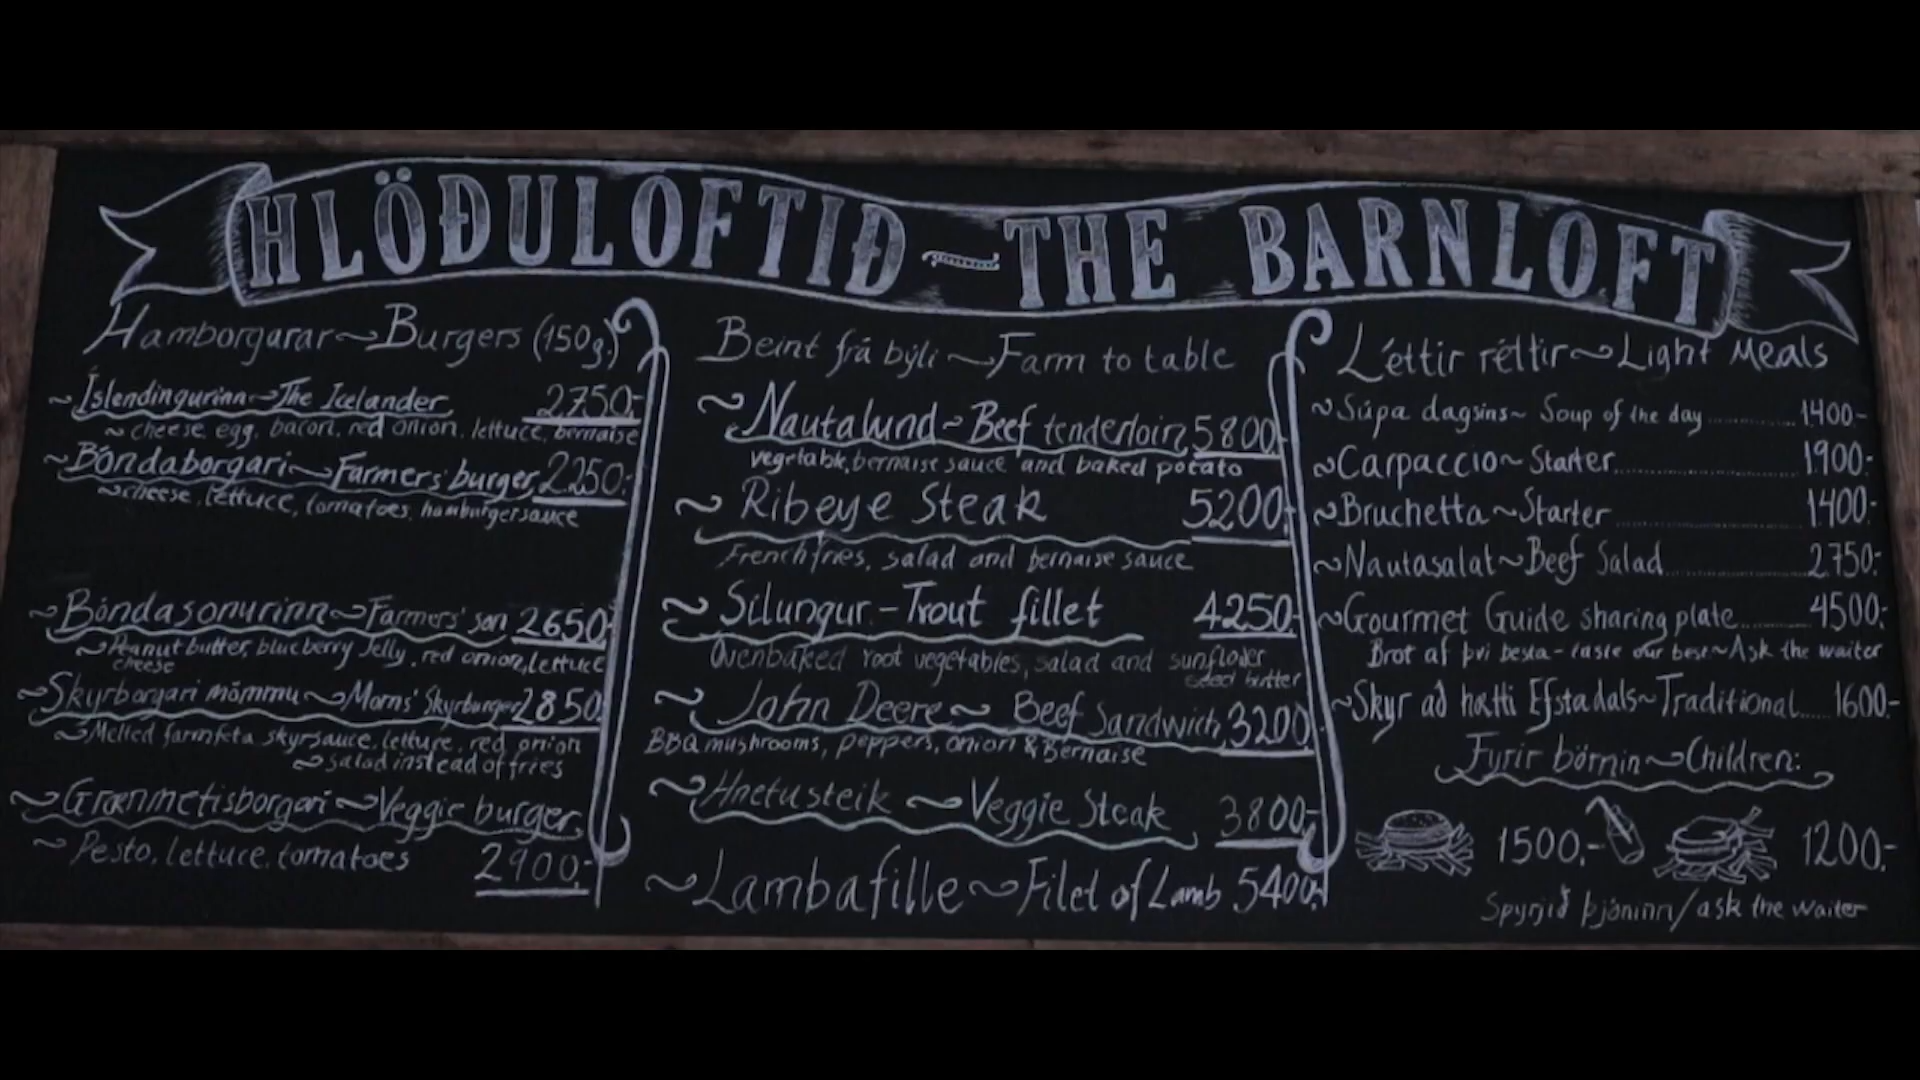 HLÖÐULOFTIÐ ~ THE BARNLOFT
Hamborgarar ~ Burgers (150g.)
~ Íslendingurinn ~ The Icelander 2750.-
~ cheese, egg, bacon, red onion, lettuce, bernaise
~ Bóndaborgari ~ Farmers' burger 2250.-
~ cheese, lettuce, tomatoes, hamburgersauce
~ Bóndasonurinn ~ Farmers' son 2650.-
~ Peanut butter, blueberry Jelly, red onion, lettuce
cheese
~ Skyrborgari mömmu ~ Moms' Skyrburger 2850.-
~ Melted farmfeta skyrsauce, lettuce, red onion
~ salad instead of fries
~ Grænmetisborgari ~ Veggie burger
~ Pesto, lettuce, tomatoes 2900.-
Beint frá býli ~ Farm to table
~ Nautalund ~ Beef tenderloin 5800.-
vegetable, bernaise sauce and baked potato
~ Ribeye Steak 5200.-
French fries, salad and bernaise sauce
~ Silungur - Trout fillet 4250.-
Ovenbaked root vegetables, salad and sunflower
seed butter
~ John Deere ~ Beef Sandwich 3200
BBQ mushrooms, peppers, onion & Bernaise
~ Hnetusteik ~ Veggie Steak 3800.-
~ Lambafille ~ Filet of Lamb 5400.-
Léttir réttir ~ Light Meals
~ Súpa dagsins ~ Soup of the day ......... 1400.-
~ Carpaccio ~ Starter ......... 1900.-
~ Bruchetta ~ Starter ......... 1400.-
~ Nautasalat ~ Beef Salad ......... 2750.-
~ Gourmet Guide sharing plate ......... 4500.-
Brot af því besta - taste our best ~ Ask the waiter
~ Skyr að hætti Efstadals ~ Traditional ..... 1600.-
Fyrir börnin ~ Children:
1500.- 1200.-
Spyrjið þjóninn / ask the waiter